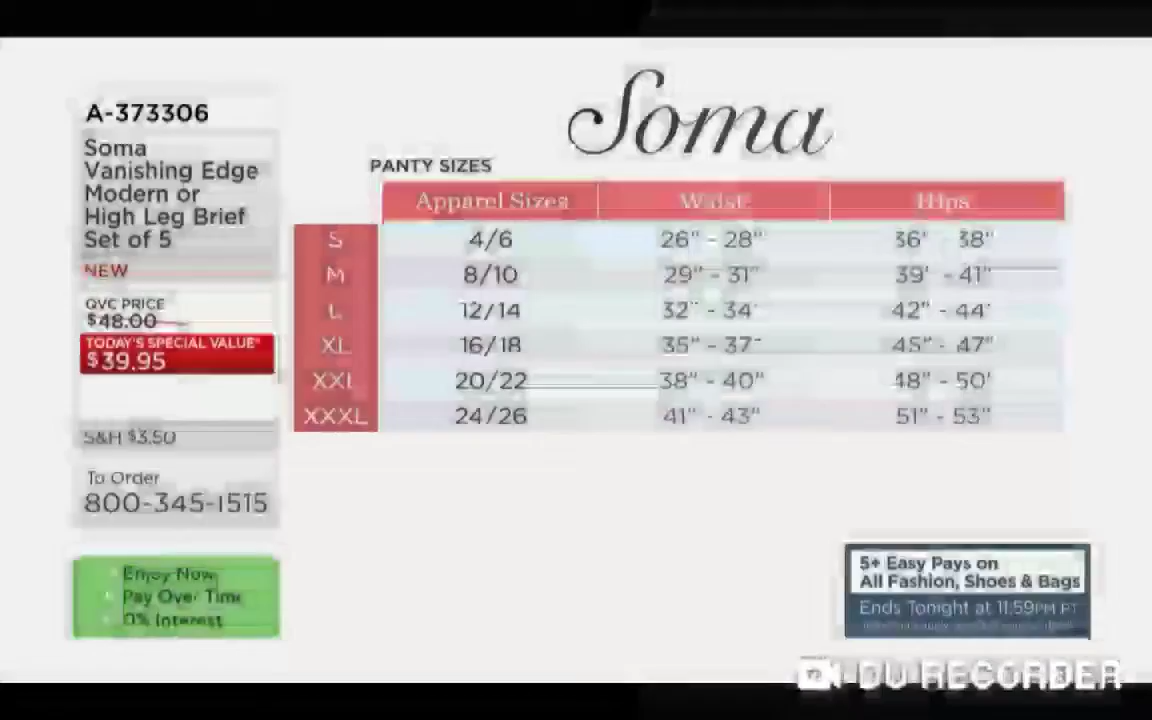 A-373306
Soma
Vanishing Edge
Modern or
High Leg Brief
Set of 5
NEW
QVC PRICE
$48.00
TODAY'S SPECIAL VALUE®
$39.95
S&H $3.50
To Order
800-345-1515
Enjoy Now
Pay Over Time
0% Interest
Soma
PANTY SIZES
Apparel Sizes Waist Hips
S 4/6 26" - 28" 36" - 38"
M 8/10 29" - 31" 39" - 41"
L 12/14 32" - 34" 42" - 44"
XL 16/18 35" - 37" 45" - 47"
XXL 20/22 38" - 40" 48" - 50"
XXXL 24/26 41" - 43" 51" - 53"
5+ Easy Pays on
All Fashion, Shoes & Bags
Ends Tonight at 11:59PM PT
DU RECORDER